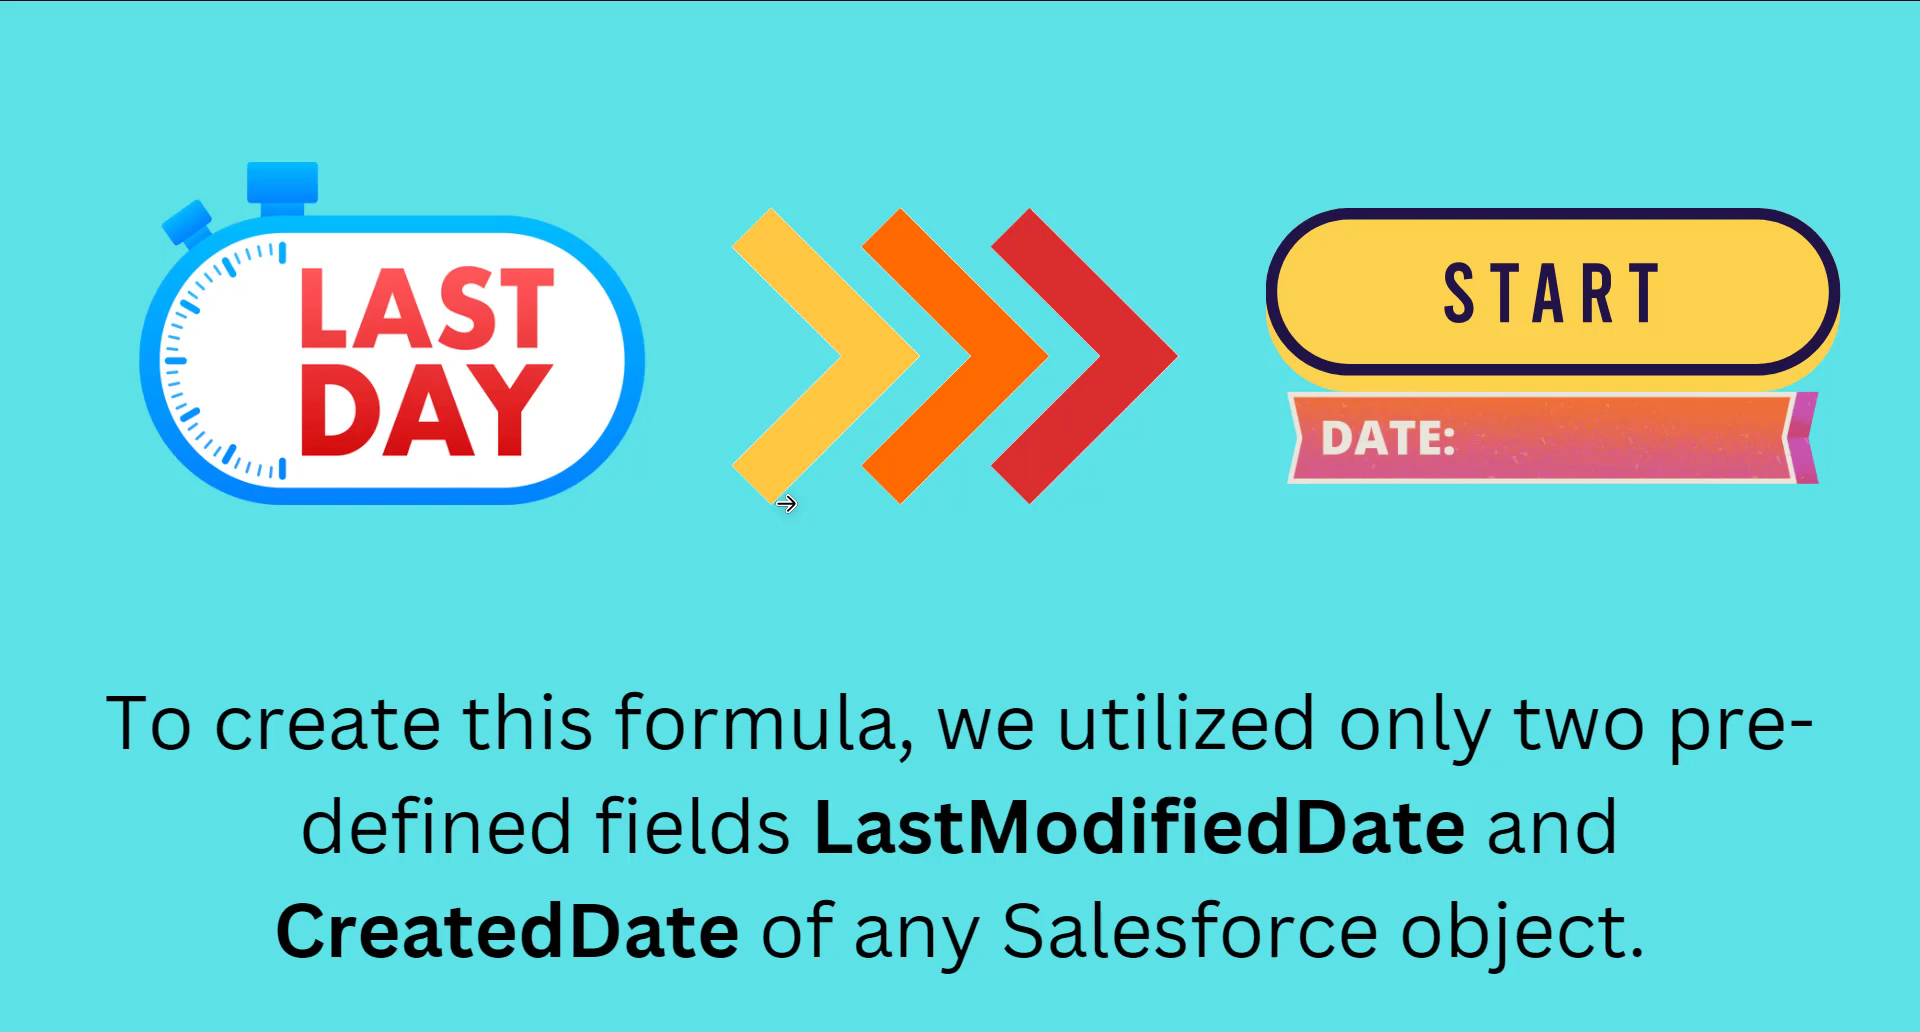 LAST
DAY
START
DATE:
To create this formula, we utilized only two pre-
defined fields LastModifiedDate and
CreatedDate of any Salesforce object.